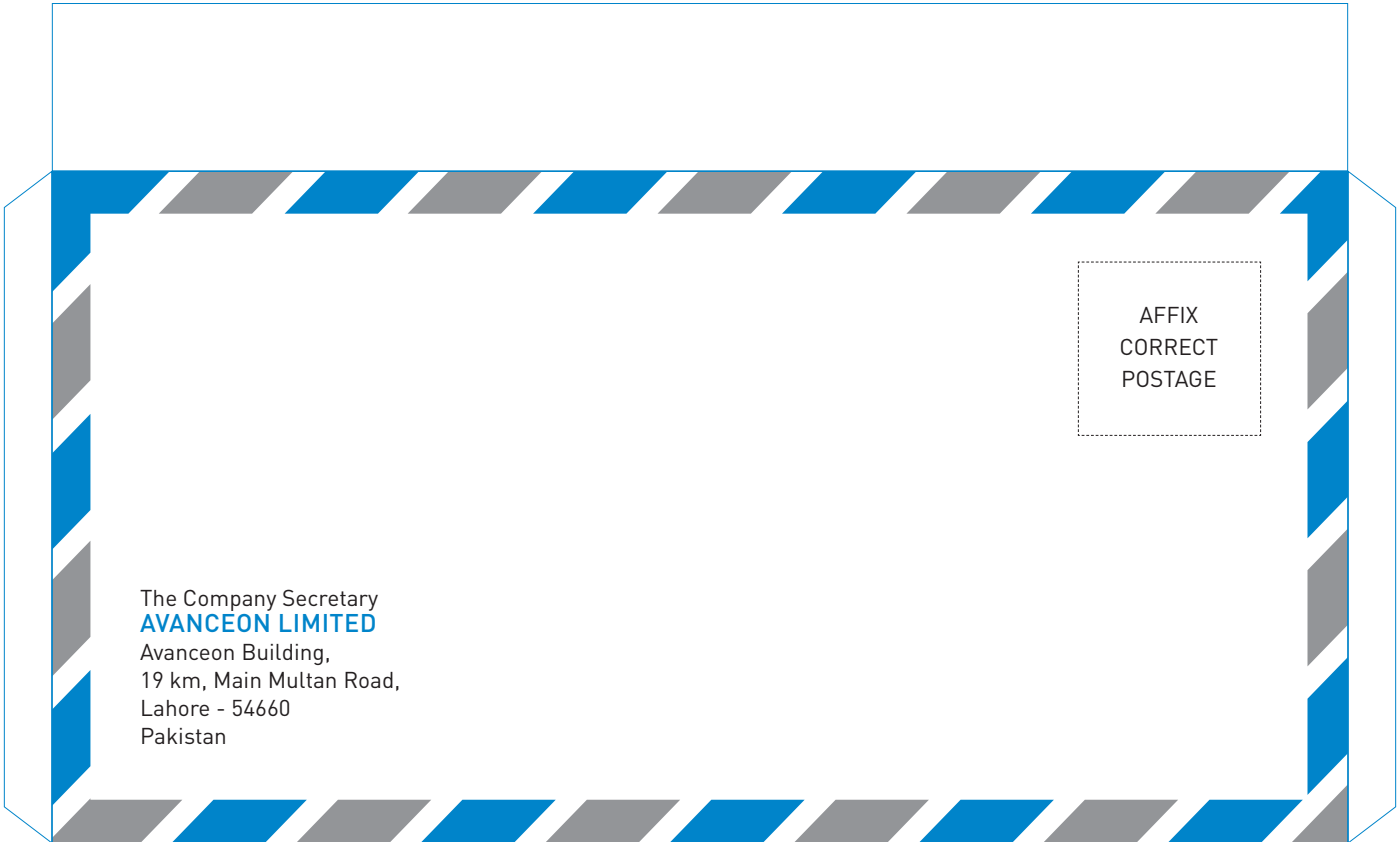 AFFIX
CORRECT
POSTAGE
The Company Secretary
AVANCEON LIMITED
Avanceon Building,
19 km, Main Multan Road,
Lahore - 54660
Pakistan